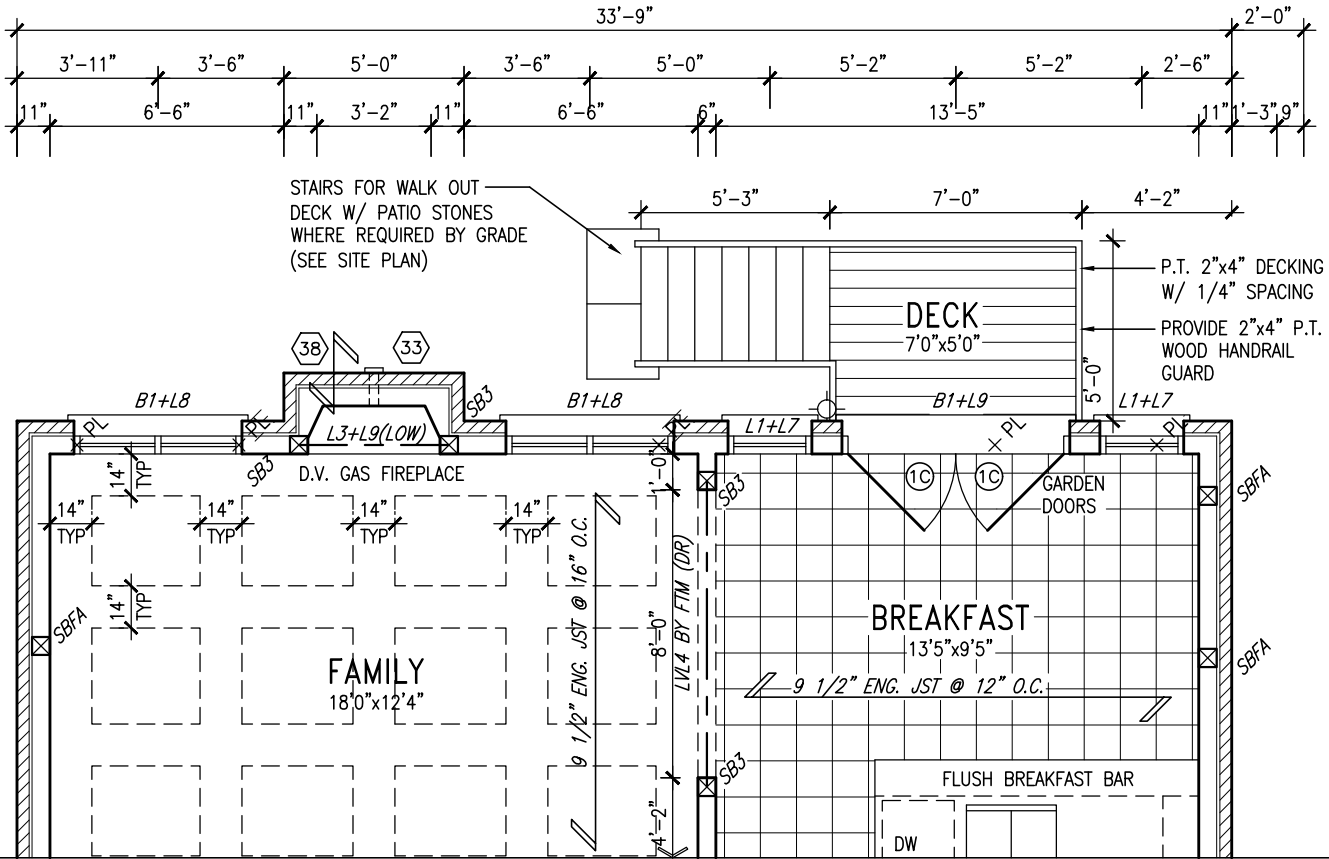 33'-9" 2'-0"
3'-11" 3'-6" 5'-0" 3'-6" 5'-0" 5'-2" 5'-2" 2'-6"
11" 6'-6" 11" 3'-2" 11" 6'-6" 6" 13'-5" 11" 1'-3" 9"
STAIRS FOR WALK OUT
DECK W/ PATIO STONES
WHERE REQUIRED BY GRADE
(SEE SITE PLAN)
5'-3" 7'-0" 4'-2"
P.T. 2"x4" DECKING
W/ 1/4" SPACING
PROVIDE 2"x4" P.T.
WOOD HANDRAIL
GUARD
DECK
7'0"x5'0"
5'-0"
38 33
B1+L8 SB3 B1+L8 B1+L9 L1+L7
PL PL L3+L9(LOW) PL L1+L7 PL PL
SB3 D.V. GAS FIREPLACE
14" TYP
14" TYP 14" TYP 14" TYP 14" TYP
14" TYP
1'-0" SB3
1C 1C GARDEN
DOORS
SBFA
SBFA
SBFA
9 1/2" ENG. JST @ 16" O.C.
8'-0"
LVL4 BY FTM (DR)
FAMILY
18'0"x12'4"
BREAKFAST
13'5"x9'5"
9 1/2" ENG. JST @ 12" O.C.
SB3
4'-2"
FLUSH BREAKFAST BAR
DW